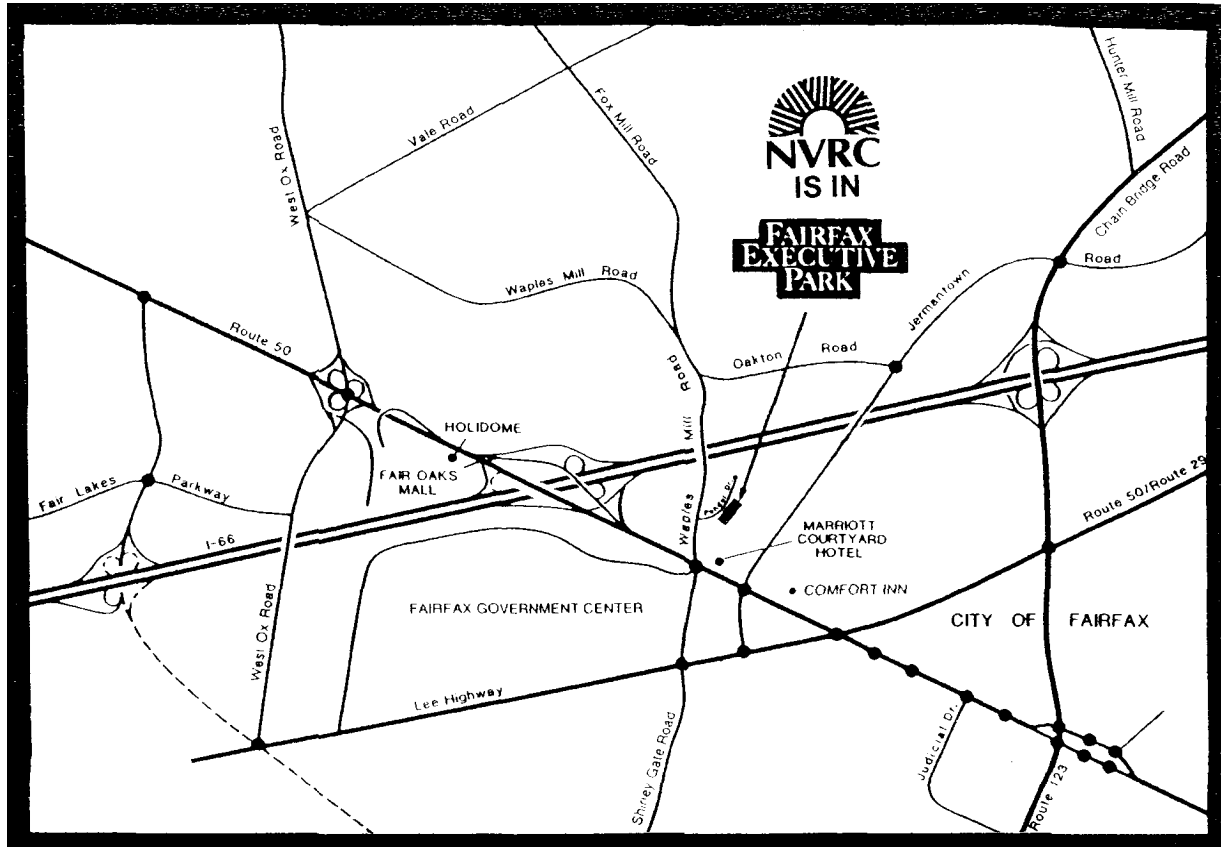 Hunter Mill Road
Vale Road
Fox Mill Road
West Ox Road
NVRC
IS IN
Chain Bridge Road
FAIRFAX
EXECUTIVE
PARK
Waples Mill Road
Jermantown
Road
Route 50
Oakton Road
Waples Mill Road
HOLIDOME
FAIR OAKS
MALL
Fair Lakes
Parkway
Route 50/Route 29
I-66
MARRIOTT
COURTYARD
HOTEL
COMFORT INN
FAIRFAX GOVERNMENT CENTER
CITY OF FAIRFAX
West Ox Road
Lee Highway
Shirley Gate Road
Judicial Dr.
Route 123